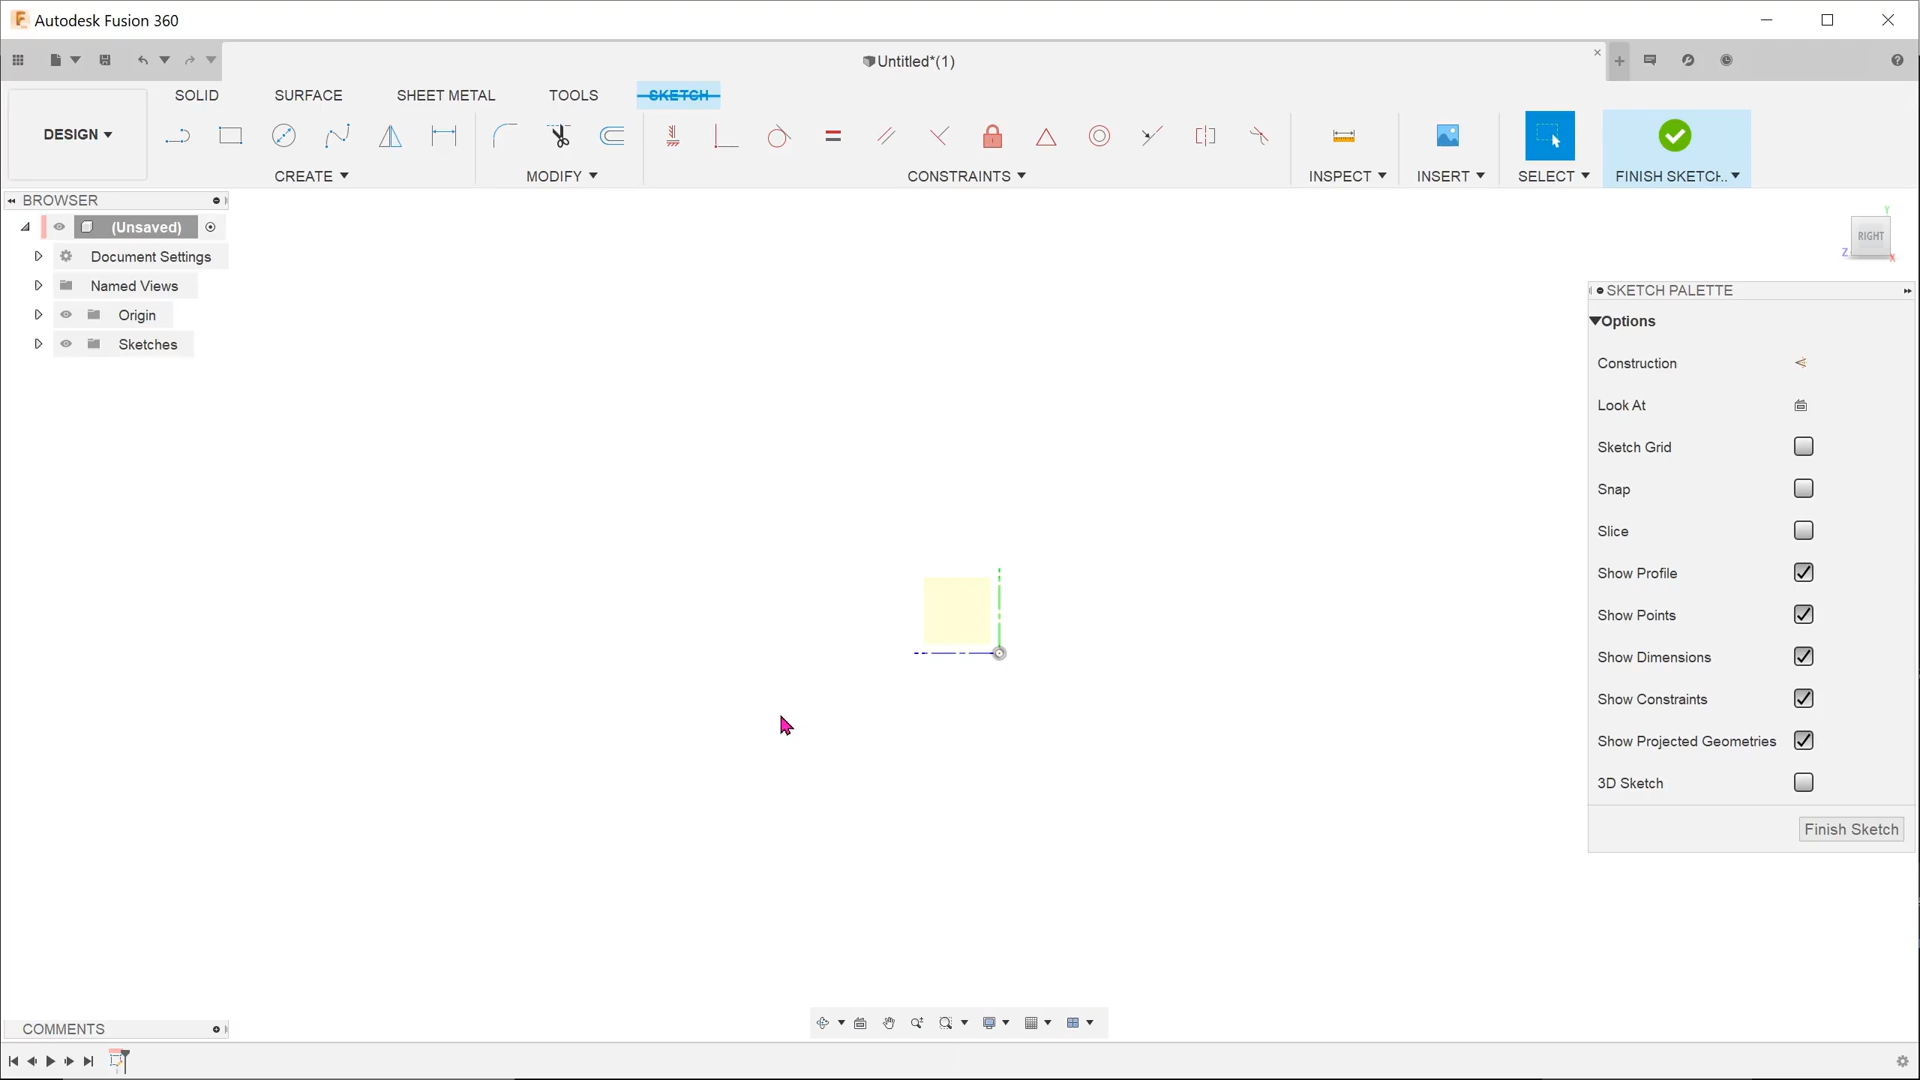 Autodesk Fusion 360
Untitled*(1)
SOLID
SURFACE
SHEET METAL
TOOLS
SKETCH
DESIGN
CREATE
MODIFY
CONSTRAINTS
INSPECT
INSERT
SELECT
FINISH SKETCH..
BROWSER
(Unsaved)
Document Settings
Named Views
Origin
Sketches
Y
RIGHT
Z
X
SKETCH PALETTE
Options
Construction
Look At
Sketch Grid
Snap
Slice
Show Profile
Show Points
Show Dimensions
Show Constraints
Show Projected Geometries
3D Sketch
Finish Sketch
COMMENTS